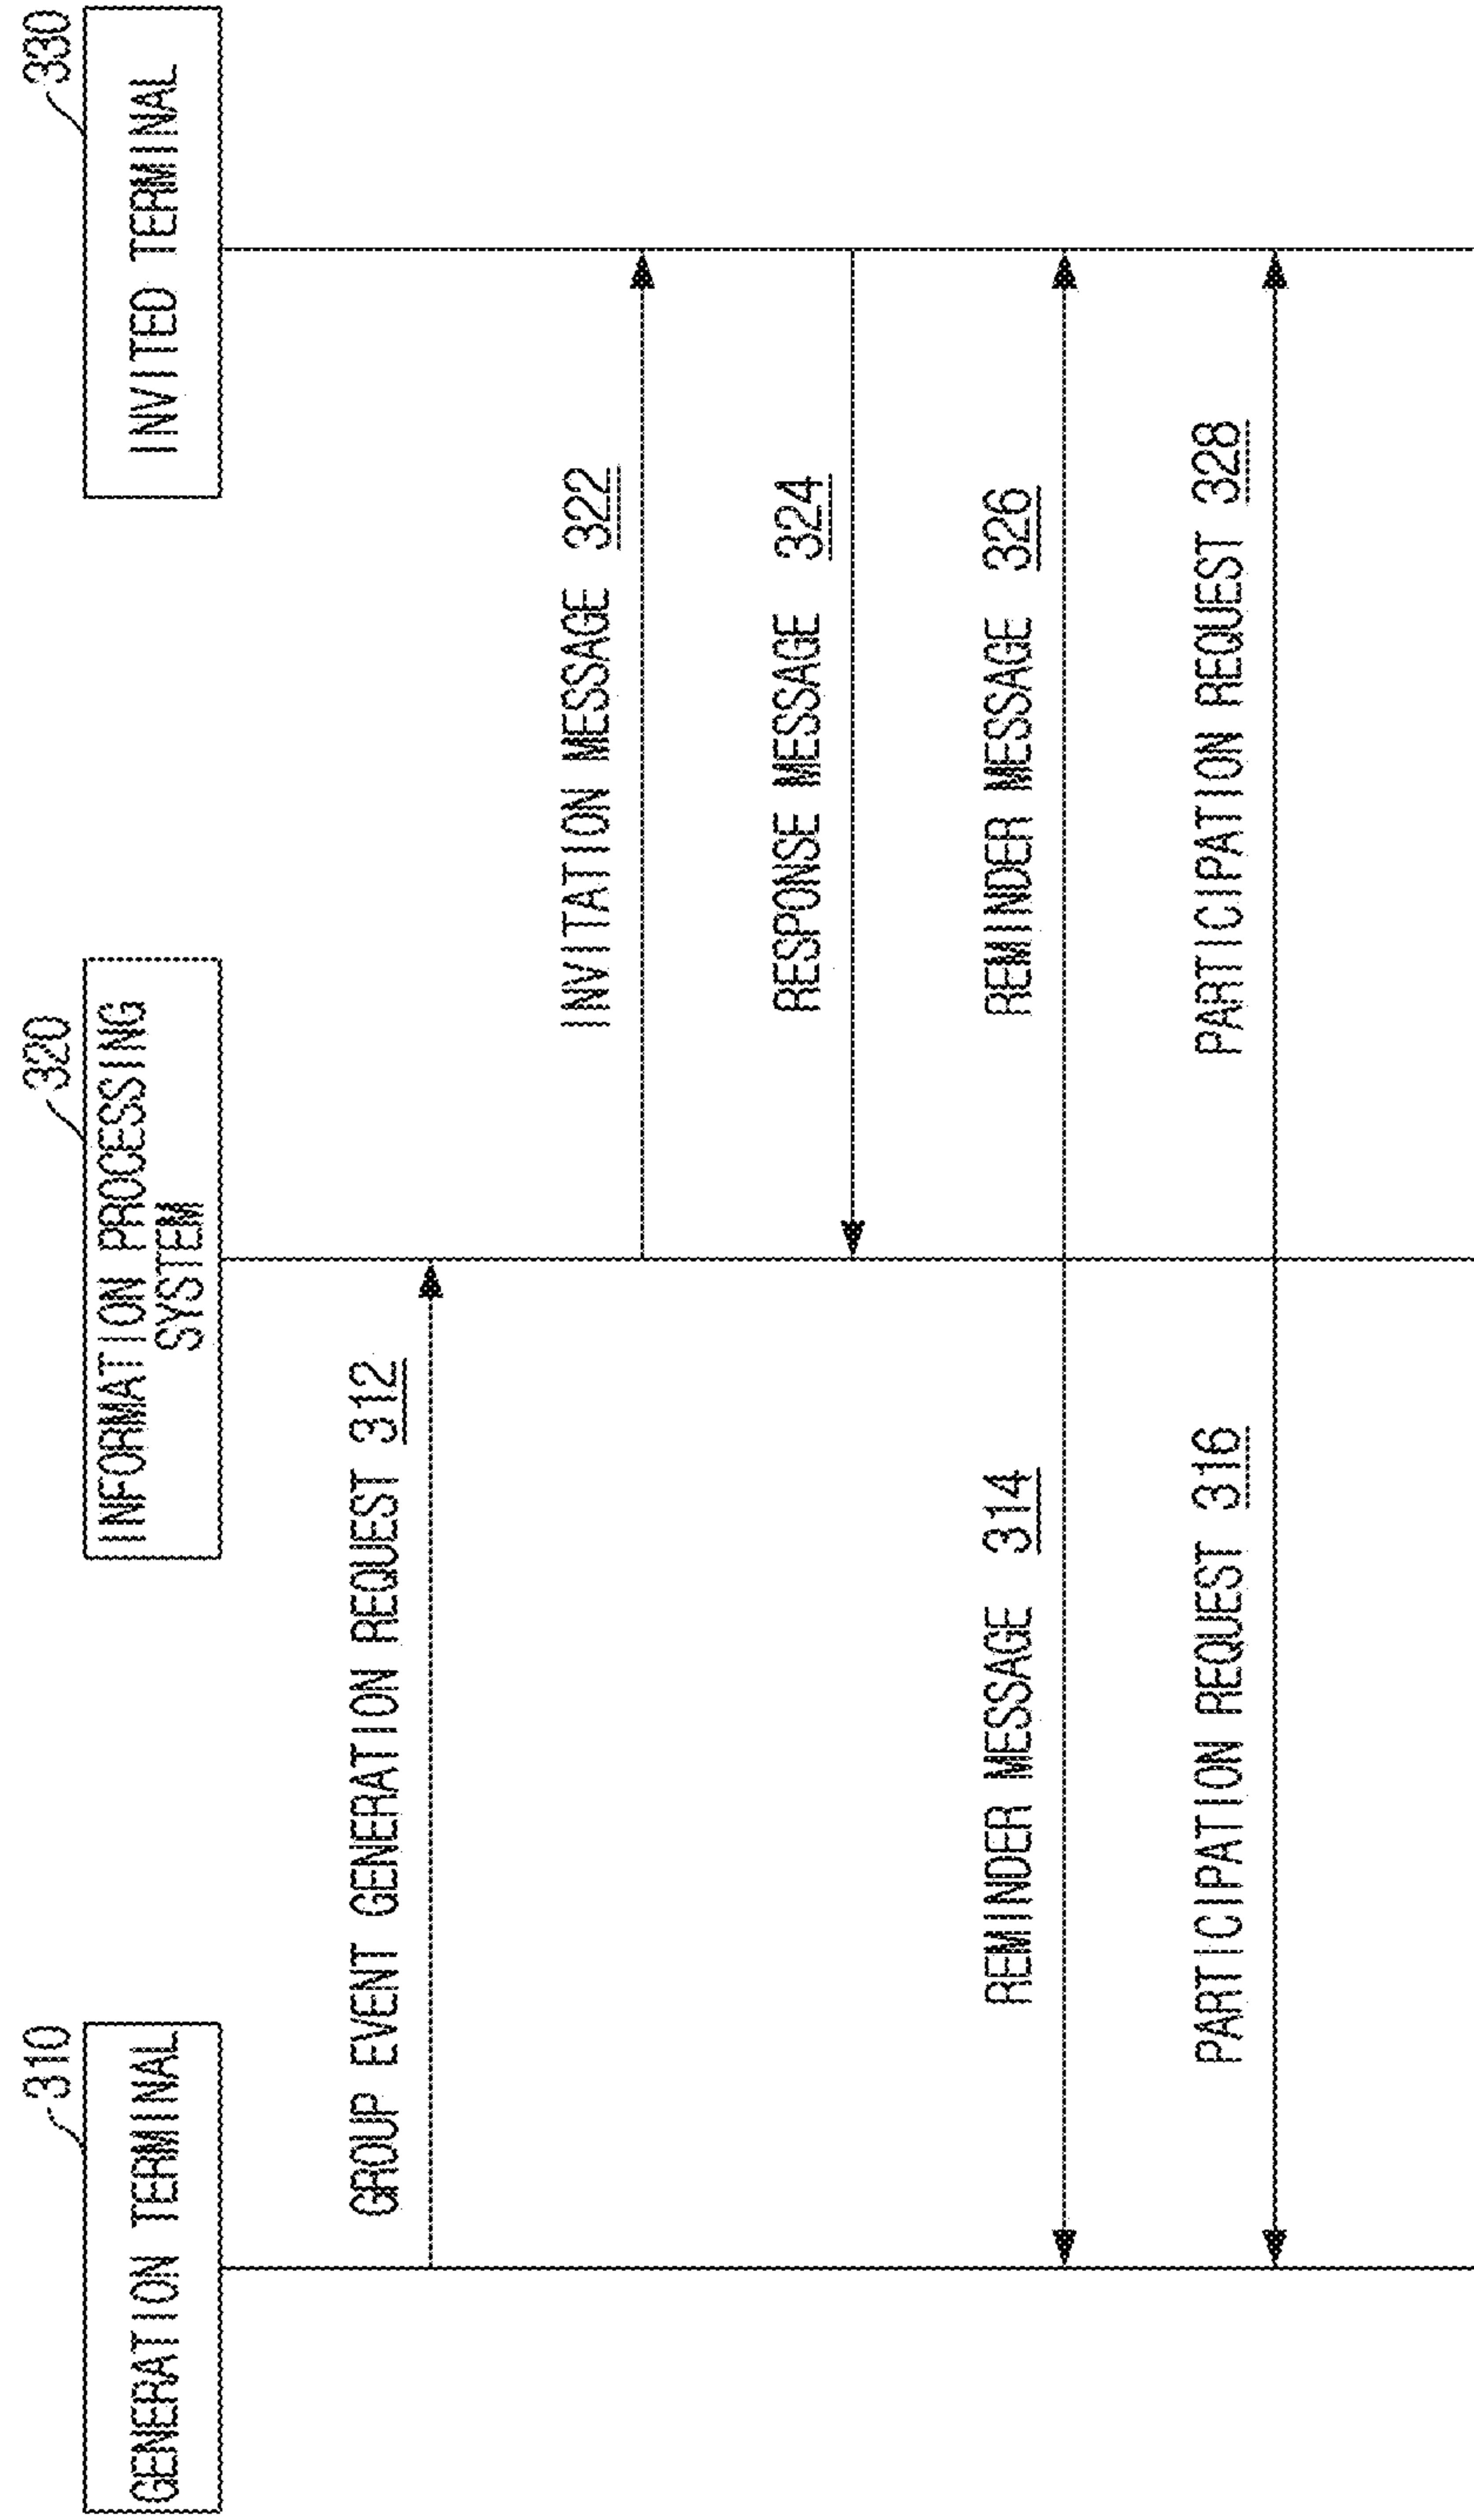 310
GENERATION TERMINAL
320
INFORMATION PROCESSING
SYSTEM
330
INVITED TERMINAL
GROUP EVENT GENERATION REQUEST 312
INVITATION MESSAGE 322
RESPONSE MESSAGE 324
REMINDER MESSAGE 314
REMINDER MESSAGE 326
PARTICIPATION REQUEST 316
PARTICIPATION REQUEST 328